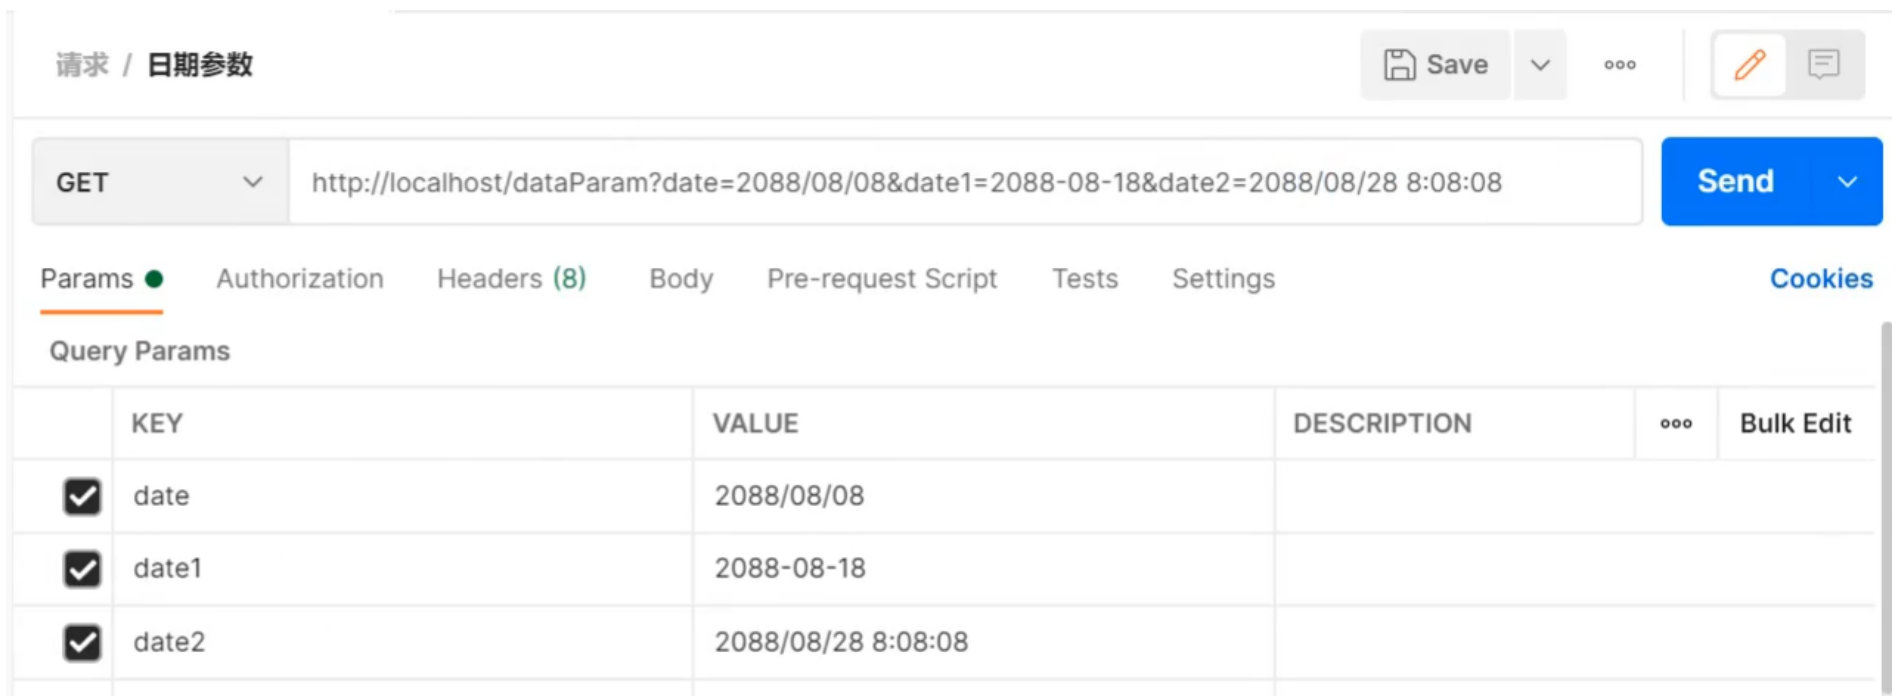 请求 / 日期参数
Save
GET
http://localhost/dataParam?date=2088/08/08&date1=2088-08-18&date2=2088/08/28 8:08:08
Send
Params Authorization Headers (8) Body Pre-request Script Tests Settings Cookies
Query Params
KEY VALUE DESCRIPTION ooo Bulk Edit
date 2088/08/08
date1 2088-08-18
date2 2088/08/28 8:08:08